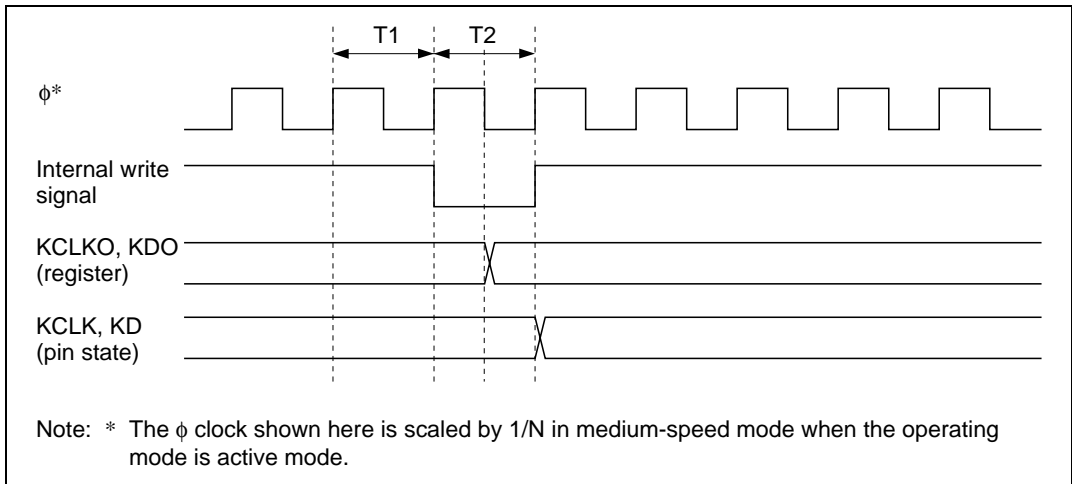 T1 T2
ϕ*
Internal write
signal
KCLKO, KDO
(register)
KCLK, KD
(pin state)
Note: * The ϕ clock shown here is scaled by 1/N in medium-speed mode when the operating
mode is active mode.